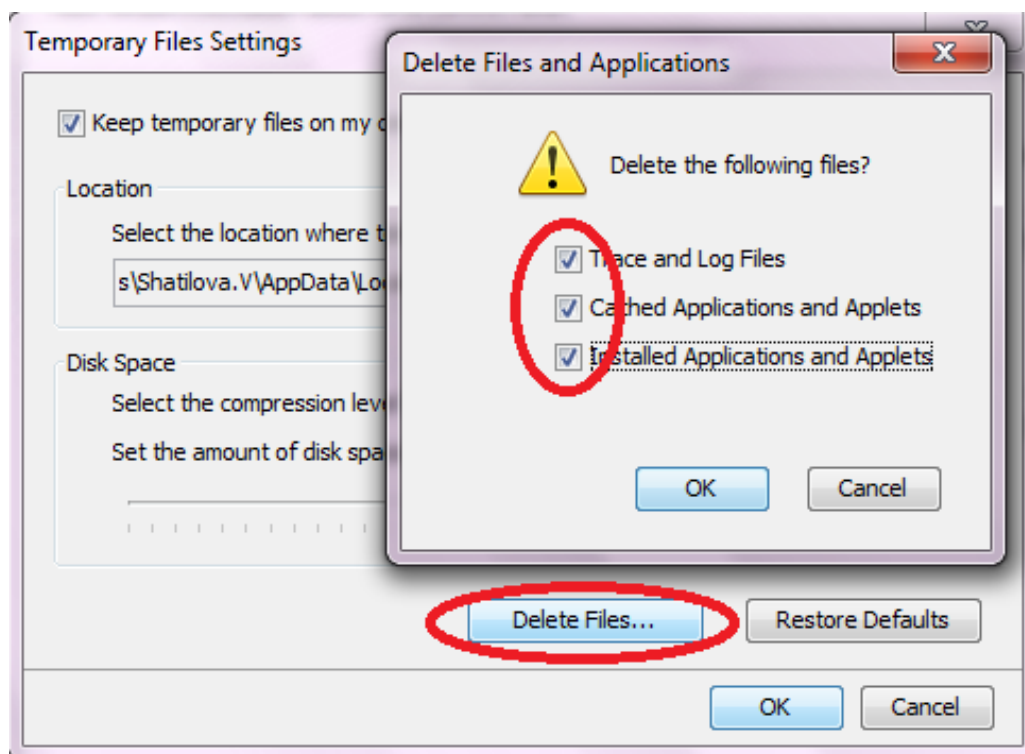 Temporary Files Settings
Keep temporary files on my
Location
Select the location where
s\Shatilova.V\AppData\Lo
Disk Space
Select the compression
Set the amount of disk
Delete Files...
Restore Defaults
OK
Cancel
Delete Files and Applications
Delete the following files?
Trace and Log Files
Cached Applications and Applets
Installed Applications and Applets
OK
Cancel